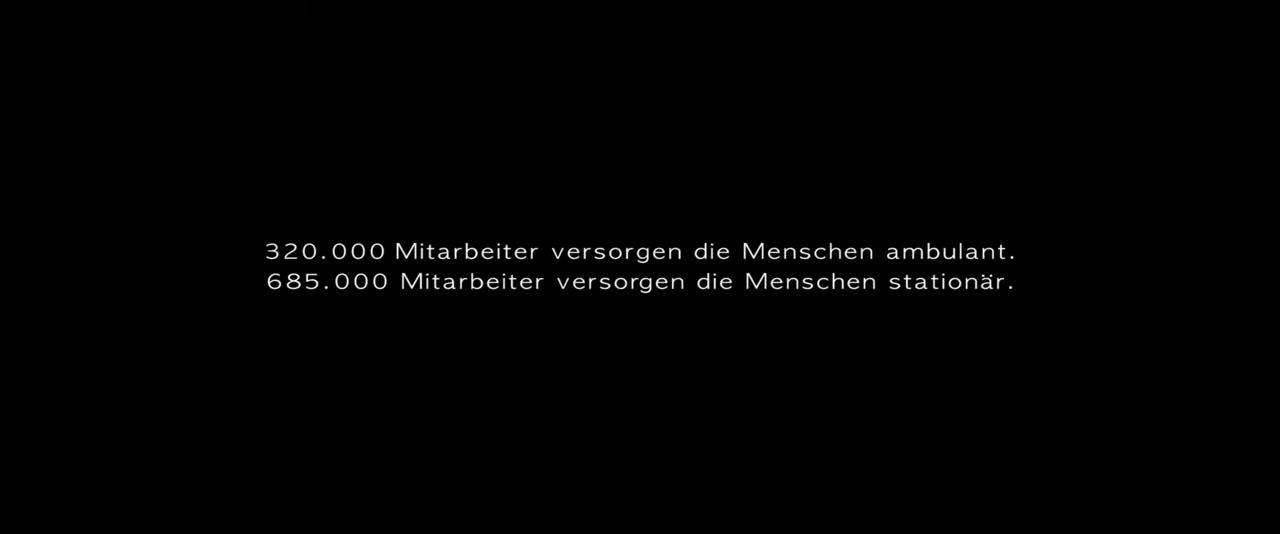 320.000 Mitarbeiter versorgen die Menschen ambulant.
685.000 Mitarbeiter versorgen die Menschen stationär.